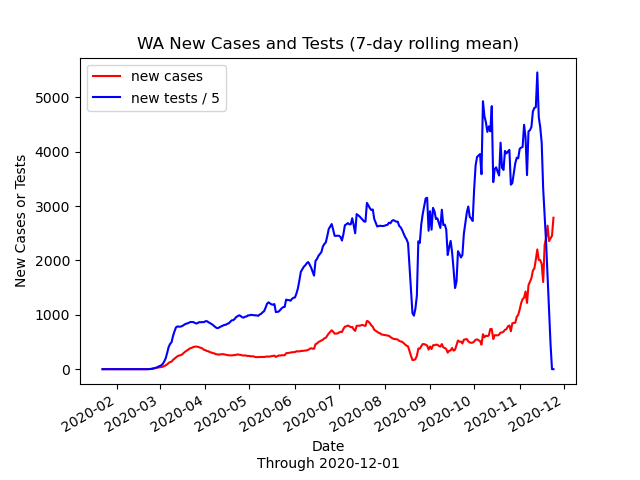 WA New Cases and Tests (7-day rolling mean)
new cases
new tests / 5
New Cases or Tests
5000
4000
3000
2000
1000
0
2020-02
2020-03
2020-04
2020-05
2020-06
2020-07
2020-08
2020-09
2020-10
2020-11
2020-12
Date
Through 2020-12-01